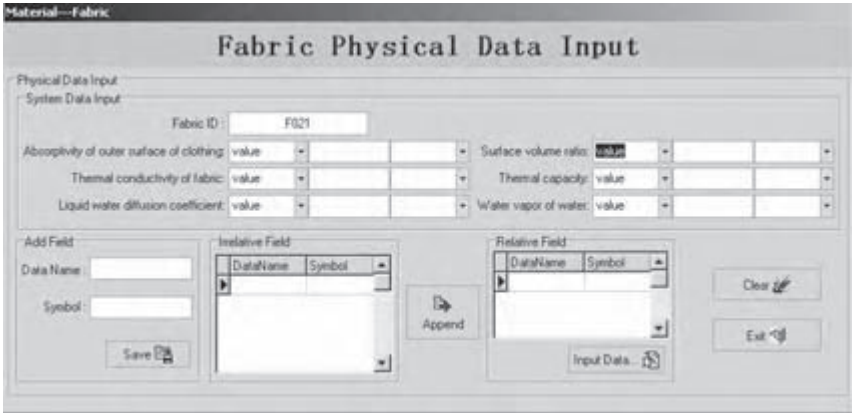 Material---Fabric
Fabric Physical Data Input
Physical Data Input
System Data Input
Fabric ID : F021
Absorptivity of outer surface of clothing: value Surface volume ratio: value
Thermal conductivity of fabric: value Thermal capacity: value
Liquid water diffusion coefficient: value Water vapor of water: value
Add Field Irrelative Field Relative Field
DataName Symbol DataName Symbol
Data Name :
Clear
Symbol :
Append
Save
Exit
Input Data...